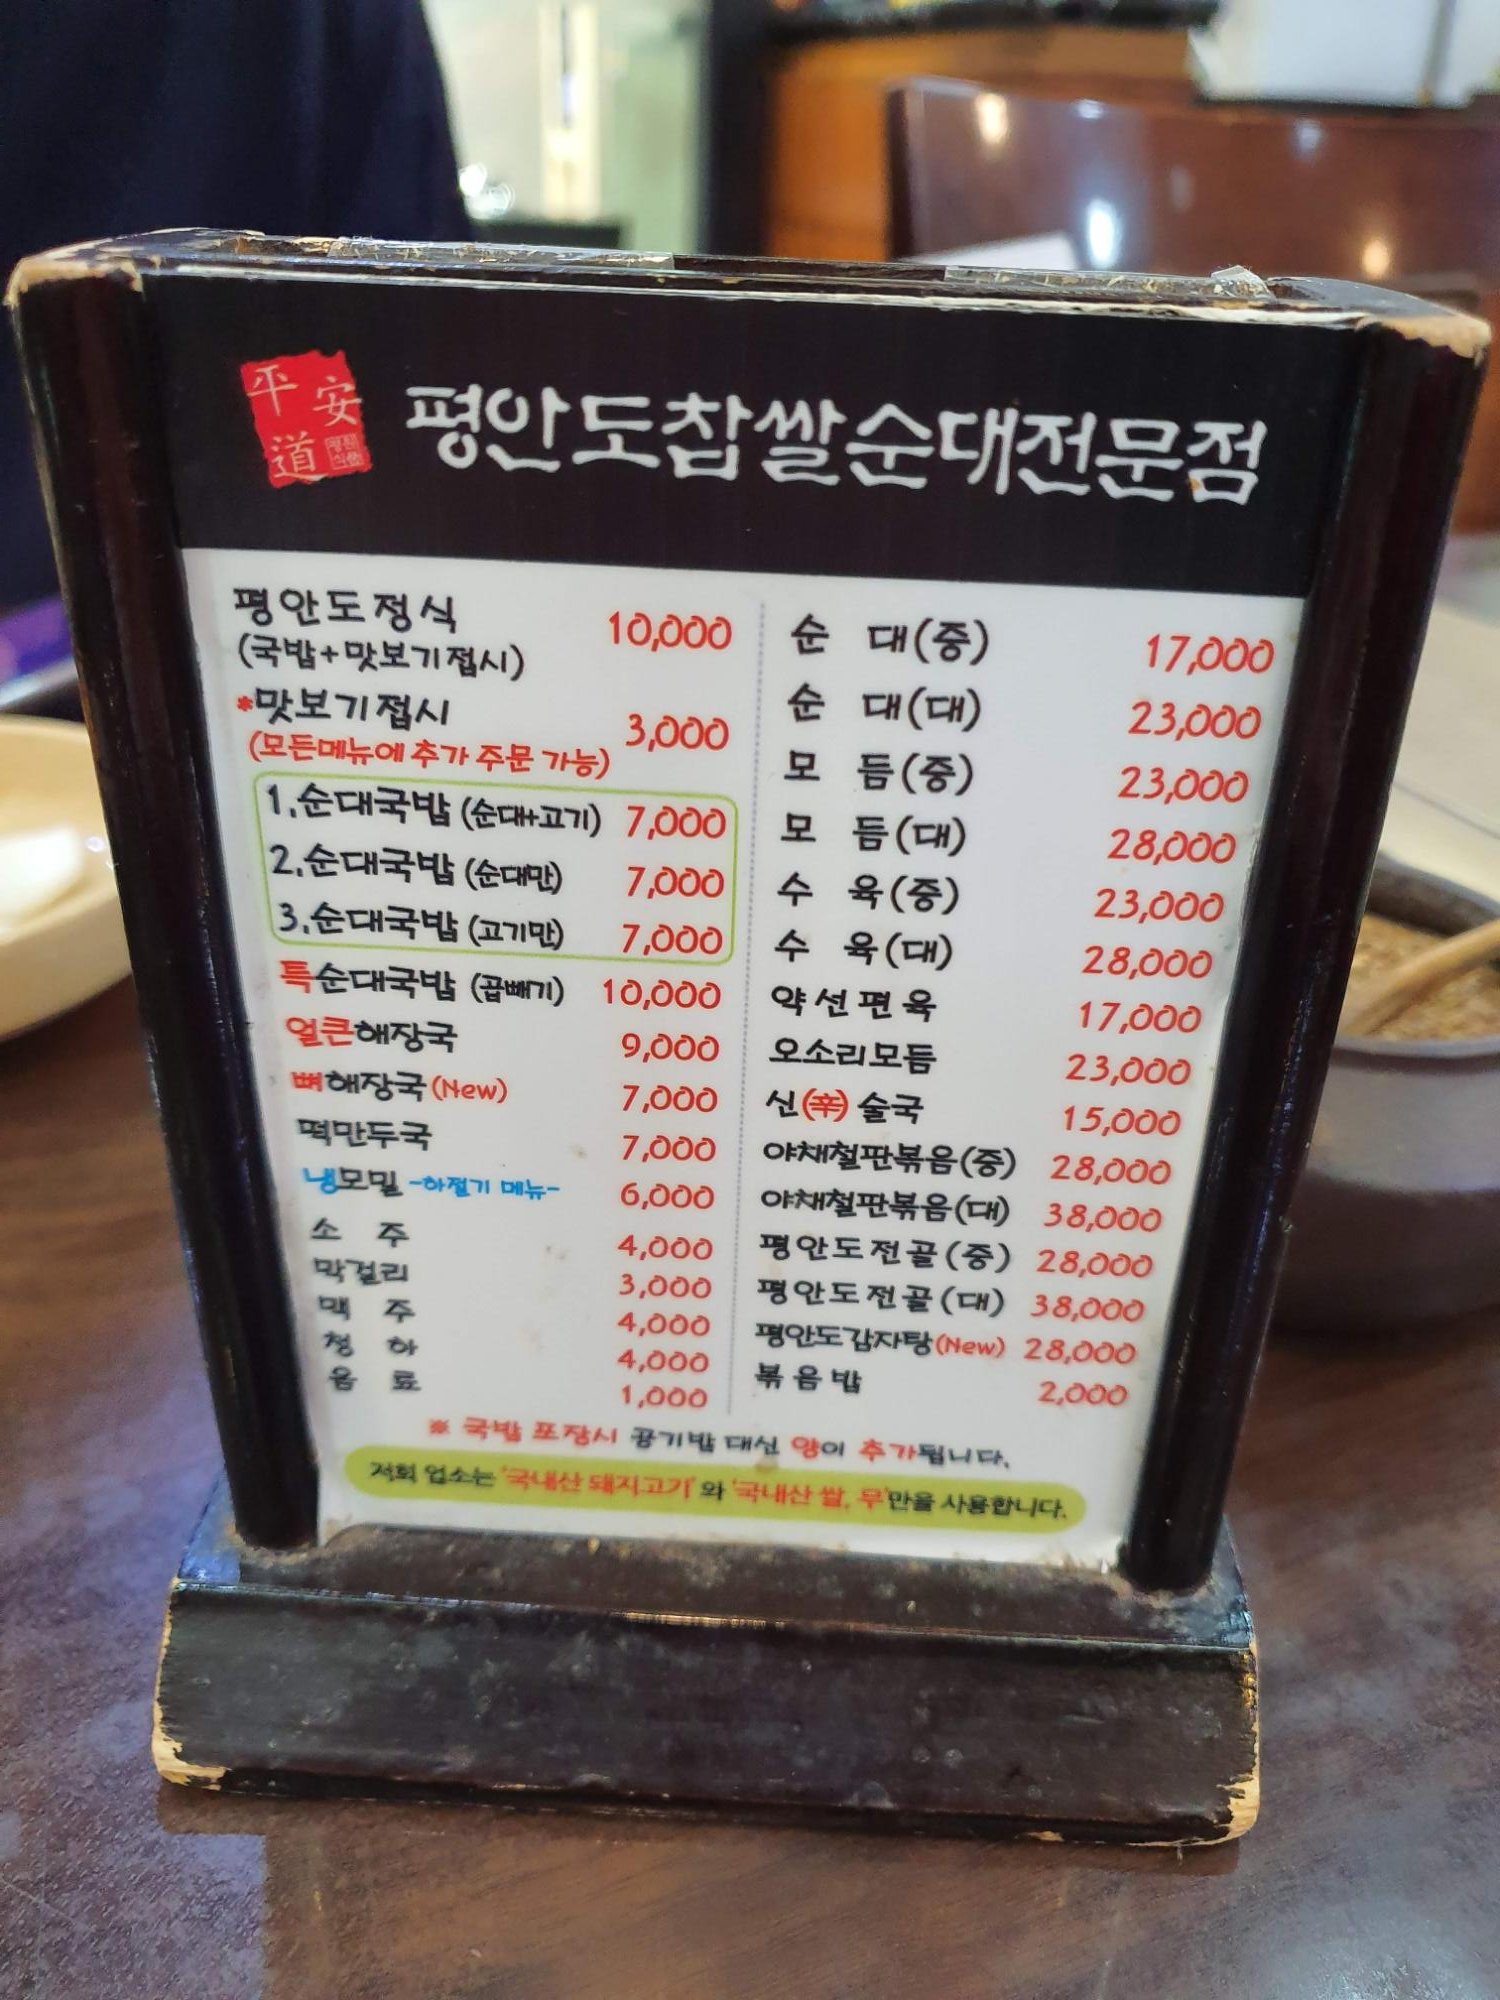 平安道
평안도찹쌀순대전문점
평안도정식 10,000
(국밥+맛보기접시)
*맛보기접시 3,000
(모든메뉴에 추가 주문 가능)
1.순대국밥 (순대+고기) 7,000
2.순대국밥 (순대만) 7,000
3.순대국밥 (고기만) 7,000
특순대국밥 (곱빼기) 10,000
얼큰해장국 9,000
뼈해장국(New) 7,000
떡만두국 7,000
냉모밀 -하절기 메뉴- 6,000
소 주 4,000
막걸리 3,000
맥 주 4,000
청 하 4,000
음 료 1,000
순 대(중) 17,000
순 대(대) 23,000
모 듬(중) 23,000
모 듬(대) 28,000
수 육(중) 23,000
수 육(대) 28,000
약선편육 17,000
오소리모듬 23,000
신(辛) 술국 15,000
야채철판볶음(중) 28,000
야채철판볶음(대) 38,000
평안도전골(중) 28,000
평안도전골(대) 38,000
평안도감자탕(New) 28,000
볶음밥 2,000
※ 국밥 포장시 공기밥 대신 양이 추가됩니다.
저희 업소는 '국내산 돼지고기'와 '국내산 쌀, 무'만을 사용합니다.